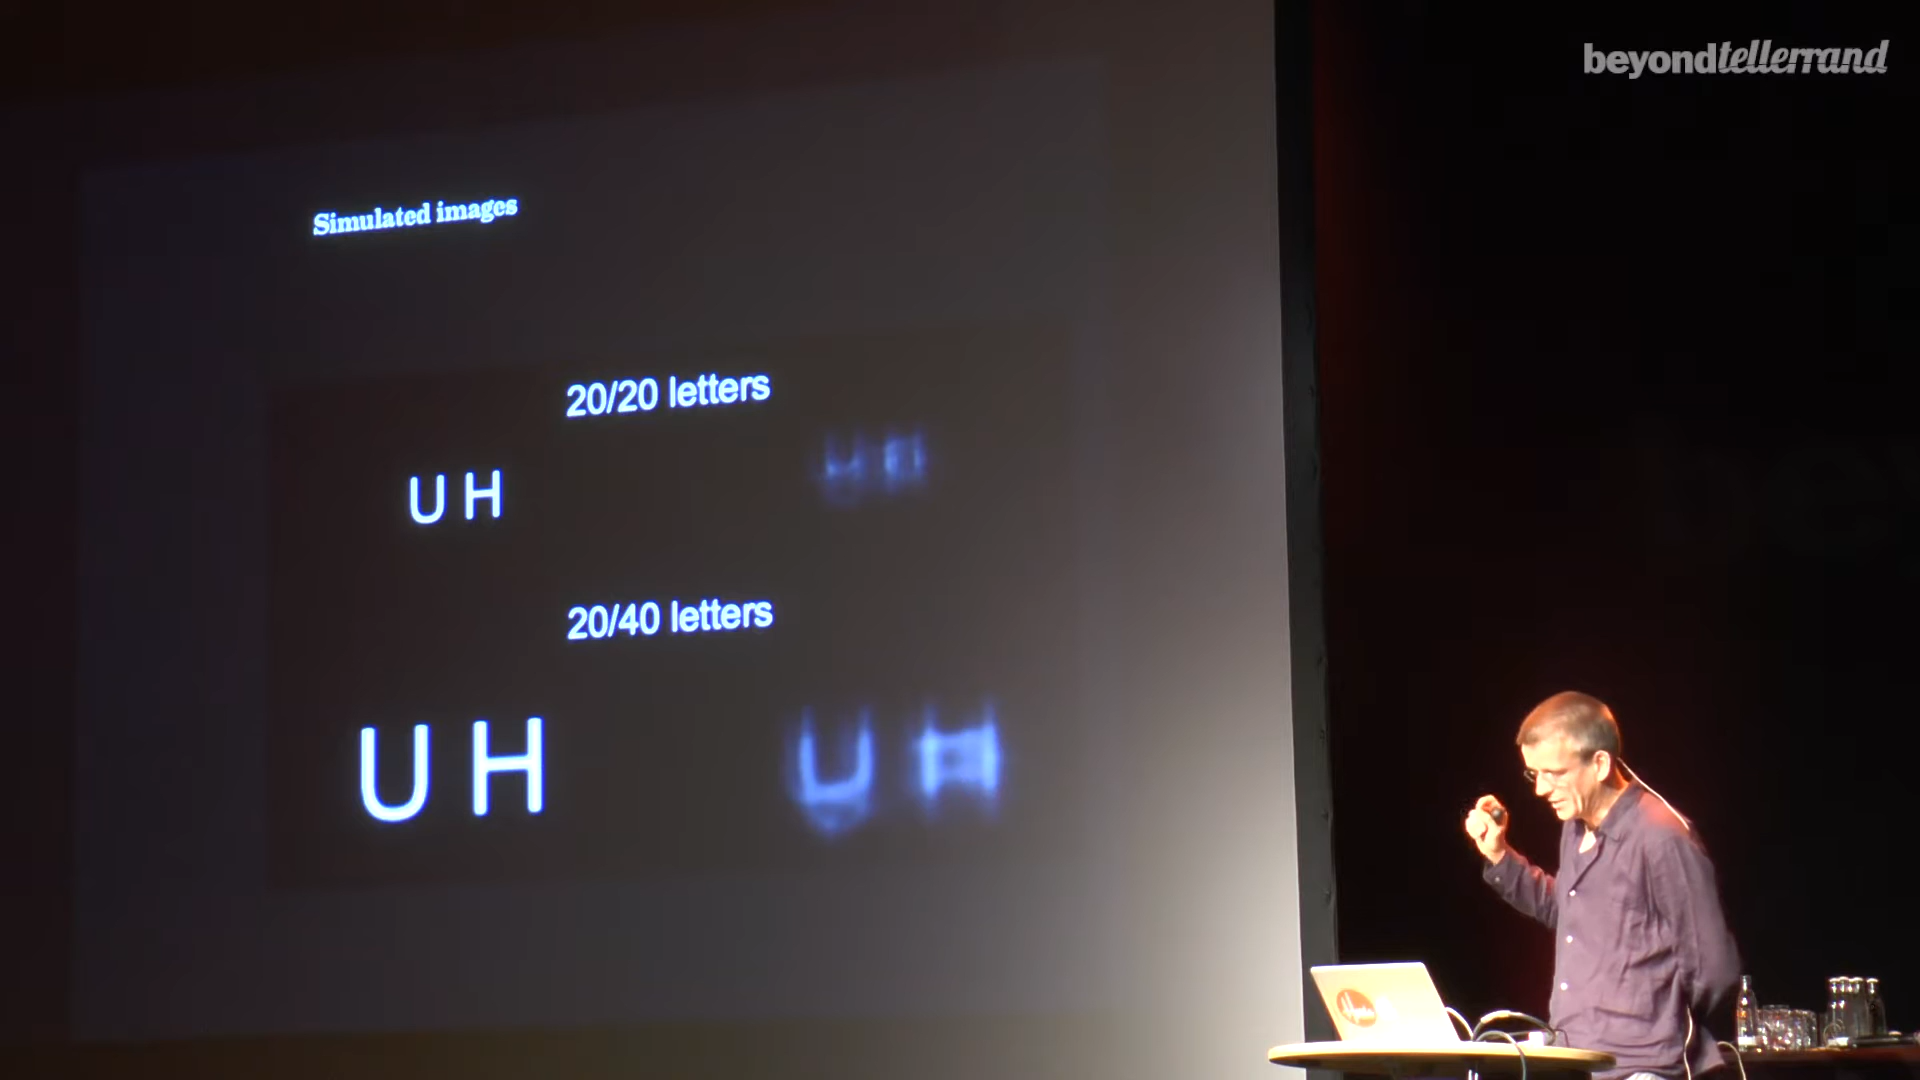 beyondtellerrand
Simulated images
20/20 letters
U H
U H
20/40 letters
U H
U H